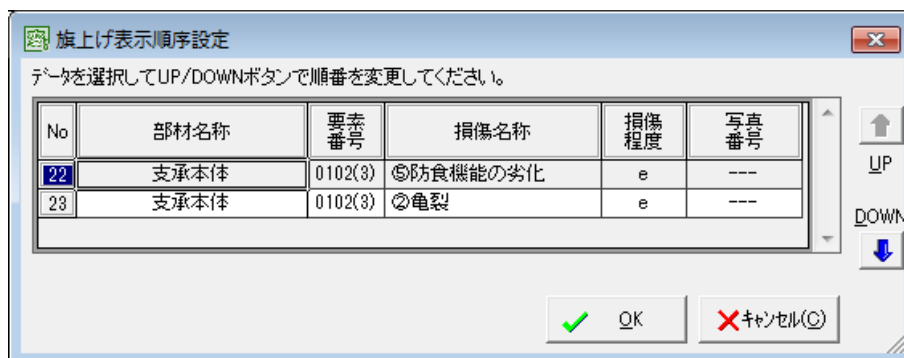 旗上げ表示順序設定
データを選択してUP/DOWNボタンで順番を変更してください。
No 部材名称 要素番号 損傷名称 損傷程度 写真番号
22 支承本体 0102(3) ⑤防食機能の劣化 e ---
23 支承本体 0102(3) ②亀裂 e ---
UP
DOWN
OK キャンセル(C)